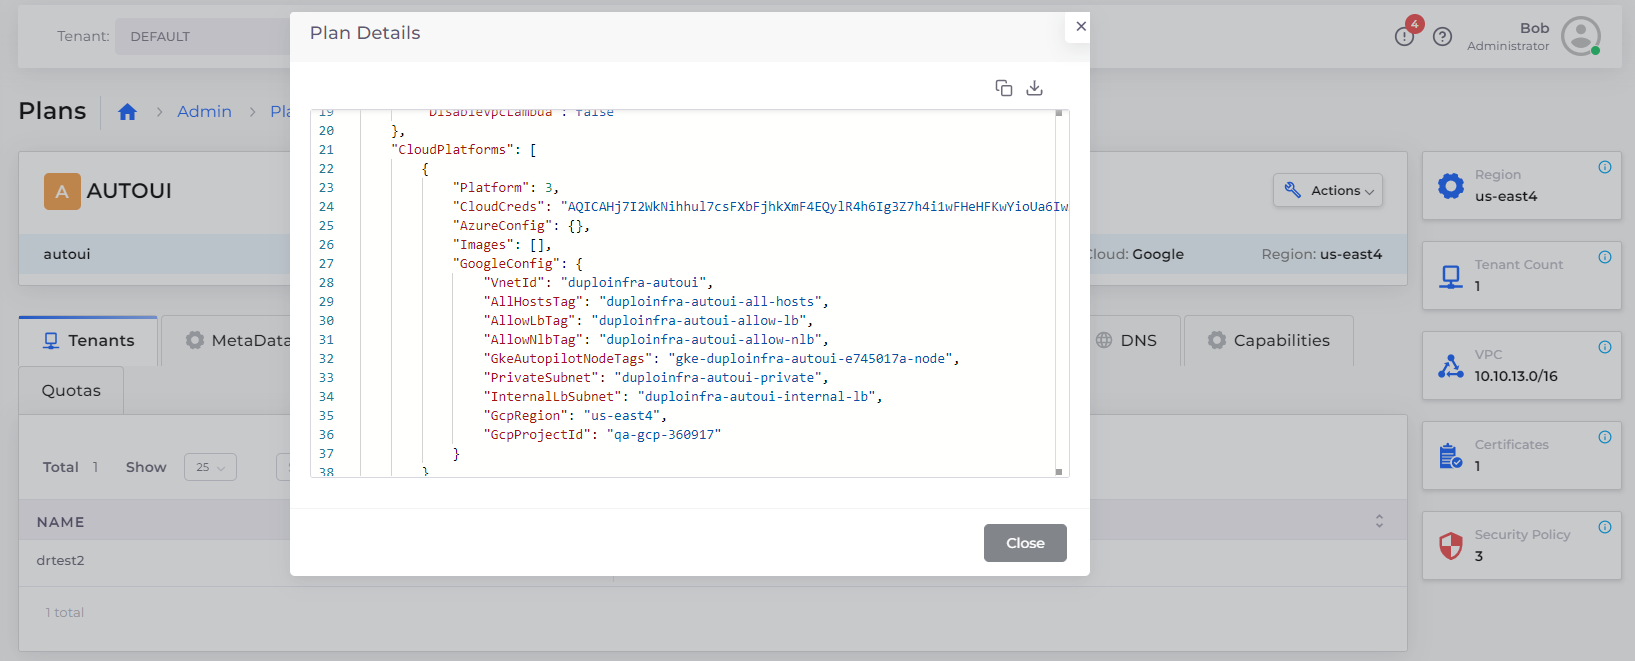 Tenant: DEFAULT
4
Bob
Administrator
Plans
Admin
Pla
A AUTOUI
Actions
autoui
Cloud: Google
Region: us-east4
Tenants
MetaData
DNS
Capabilities
Quotas
Total 1 Show 25
NAME
drtest2
1 total
Plan Details
19 "DisableVpcLambda": false
20 },
21 "CloudPlatforms": [
22 {
23 "Platform": 3,
24 "CloudCreds": "AQICAHj7I2WkNihhul7csFXbFjhkXmF4EQylR4h6Ig3Z7h4i1wFHeHFKwYioUa6Iw
25 "AzureConfig": {},
26 "Images": [],
27 "GoogleConfig": {
28 "VnetId": "duploinfra-autoui",
29 "AllHostsTag": "duploinfra-autoui-all-hosts",
30 "AllowLbTag": "duploinfra-autoui-allow-lb",
31 "AllowNlbTag": "duploinfra-autoui-allow-nlb",
32 "GkeAutopilotNodeTags": "gke-duploinfra-autoui-e745017a-node",
33 "PrivateSubnet": "duploinfra-autoui-private",
34 "InternalLbSubnet": "duploinfra-autoui-internal-lb",
35 "GcpRegion": "us-east4",
36 "GcpProjectId": "qa-gcp-360917"
37 }
38 }
Close
Region
us-east4
Tenant Count
1
VPC
10.10.13.0/16
Certificates
1
Security Policy
3